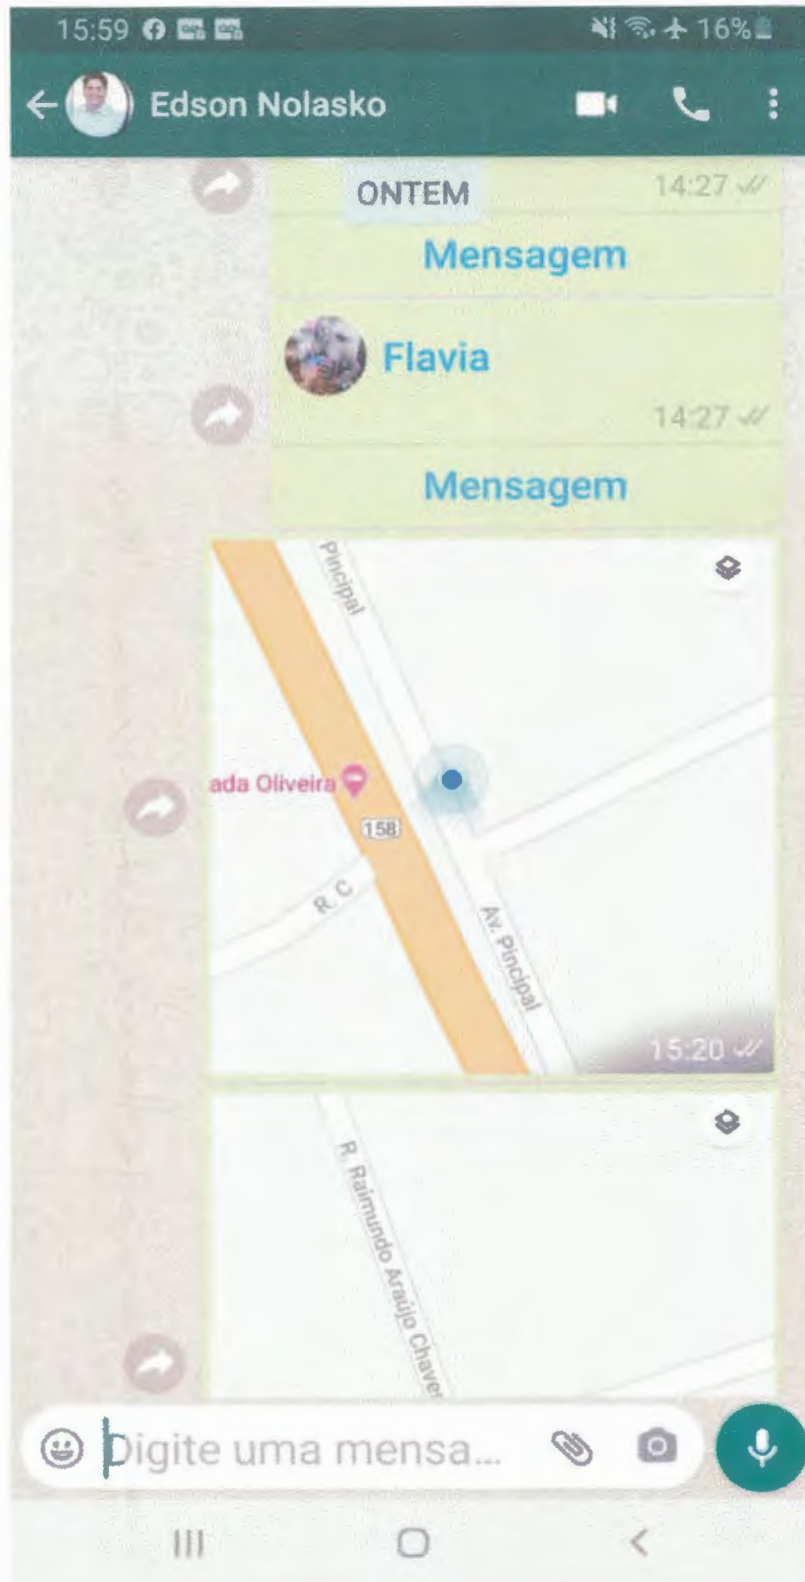 15:59 16%
Edson Nolasko
ONTEM
14:27
Mensagem
Flavia
14:27
Mensagem
Pincipal
ada Oliveira
158
R. C
Av. Pincipal
15:20
R. Raimundo Araújo Chaves
Digite uma mensa...